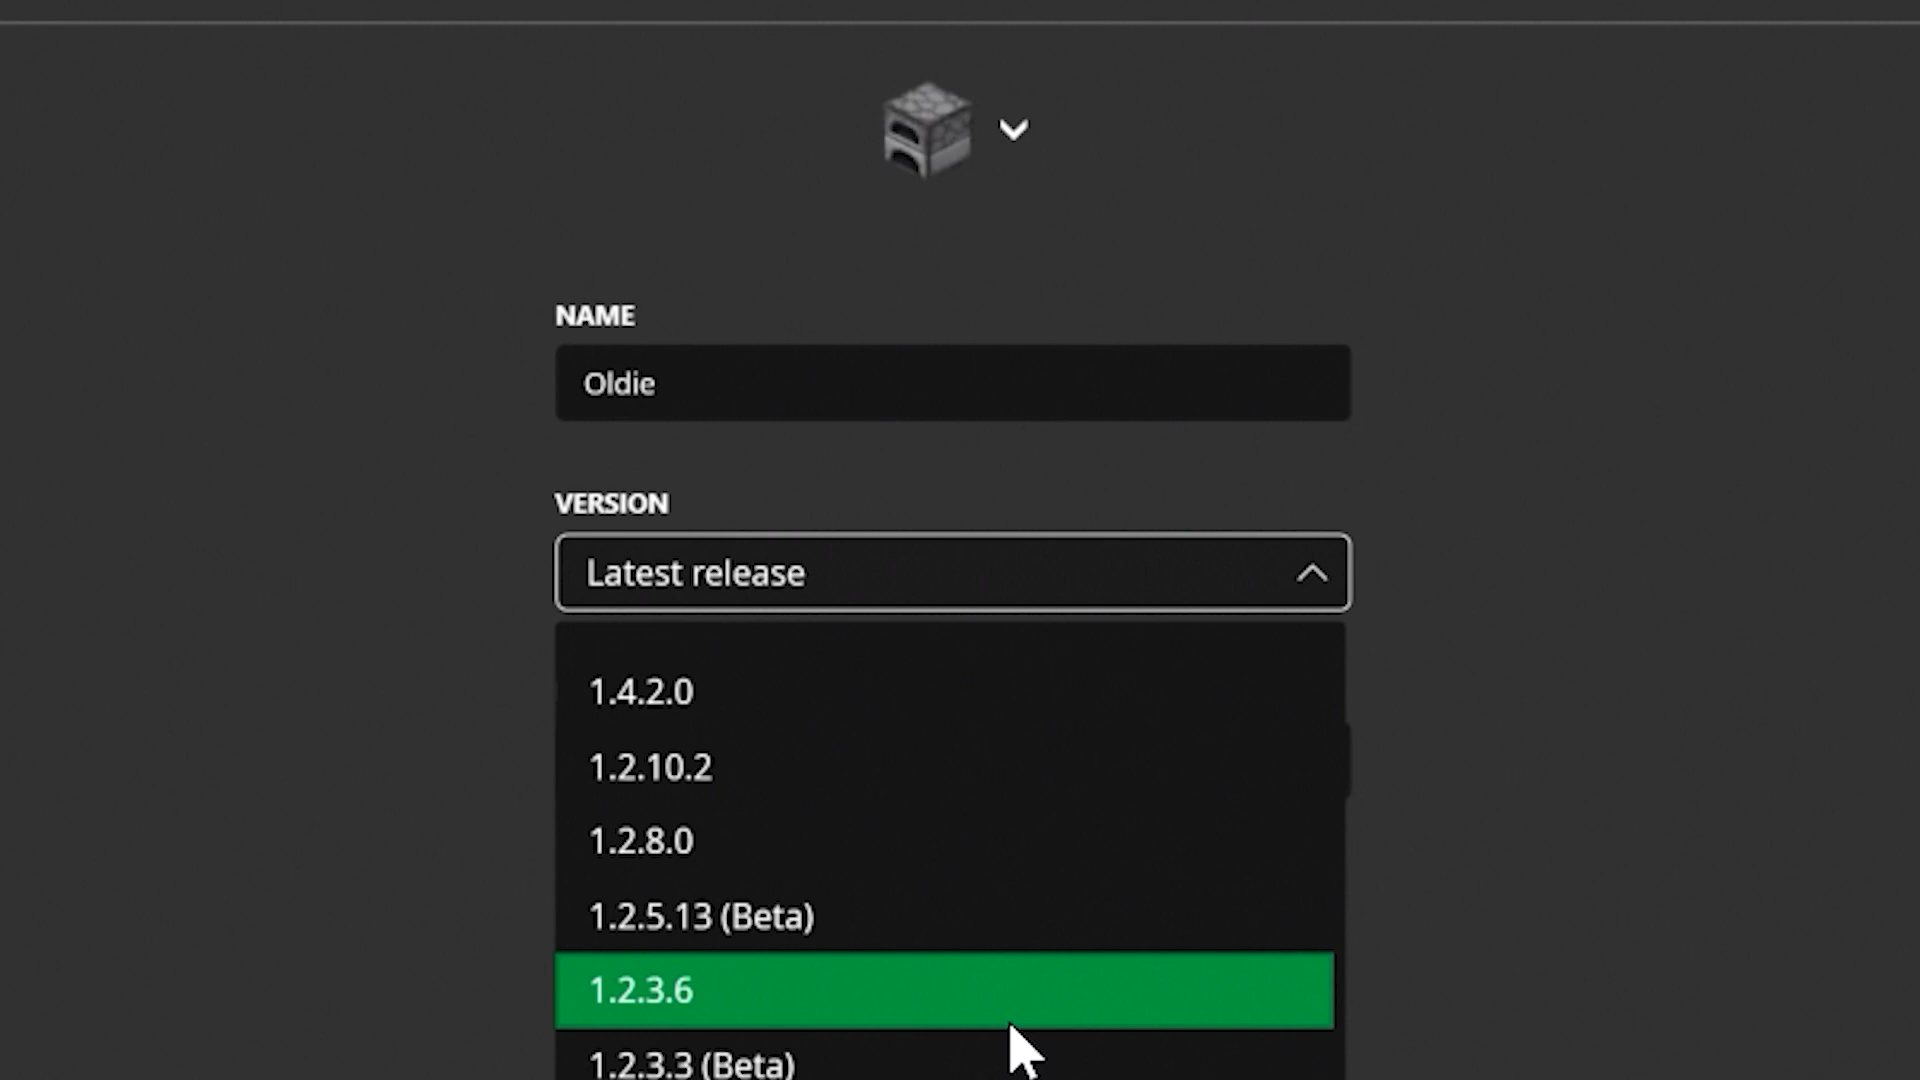 NAME
Oldie
VERSION
Latest release
1.4.2.0
1.2.10.2
1.2.8.0
1.2.5.13 (Beta)
1.2.3.6
1.2.3.3 (Beta)